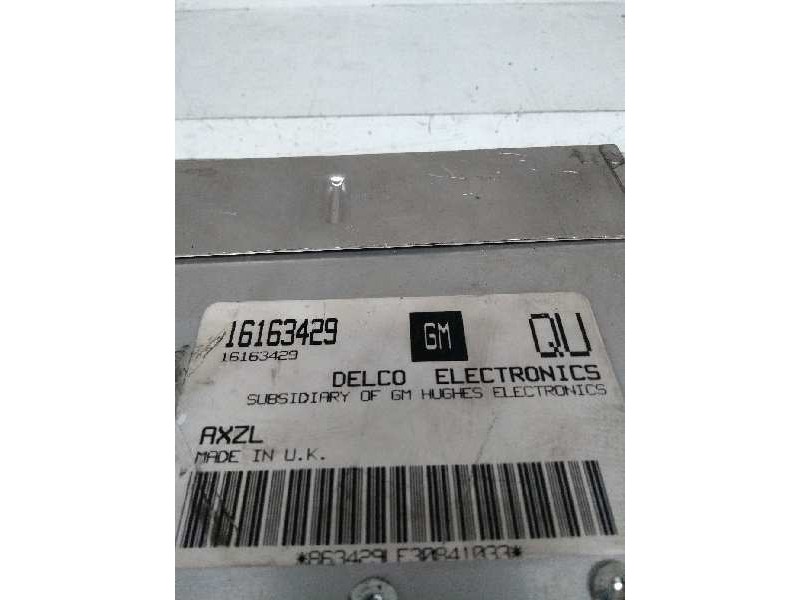 16163429 GM QU
16163429
DELCO ELECTRONICS
SUBSIDIARY OF GM HUGHES ELECTRONICS
AXZL
MADE IN U.K.
*863429LF30841033*